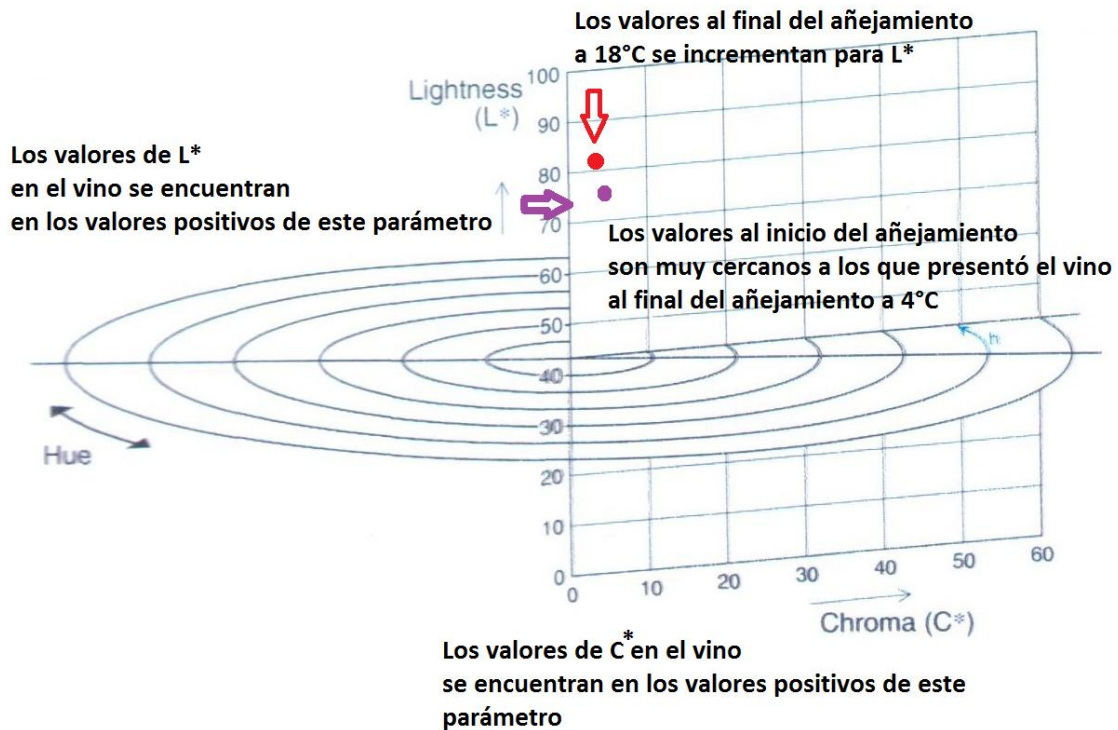 Los valores al final del añejamiento
a 18°C se incrementan para L*
Lightness
(L*)
100
90
80
70
60
50
40
30
20
10
0
Los valores de L*
en el vino se encuentran
en los valores positivos de este parámetro
Los valores al inicio del añejamiento
son muy cercanos a los que presentó el vino
al final del añejamiento a 4°C
h
Hue
0 10 20 30 40 50 60
Chroma (C*)
Los valores de C* en el vino
se encuentran en los valores positivos de este
parámetro